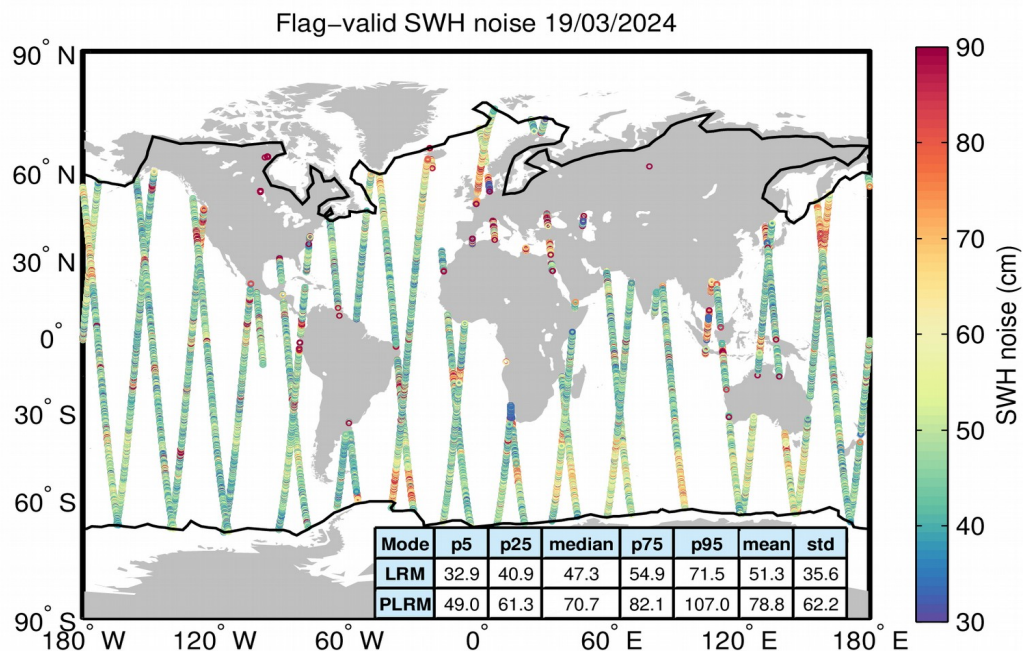 Flag−valid SWH noise 19/03/2024
90° N
60° N
30° N
0°
30° S
60° S
90° S
180° W
120° W
60° W
0°
60° E
120° E
180° E
90
80
70
60
50
40
30
SWH noise (cm)
Mode p5 p25 median p75 p95 mean std
LRM 32.9 40.9 47.3 54.9 71.5 51.3 35.6
PLRM 49.0 61.3 70.7 82.1 107.0 78.8 62.2